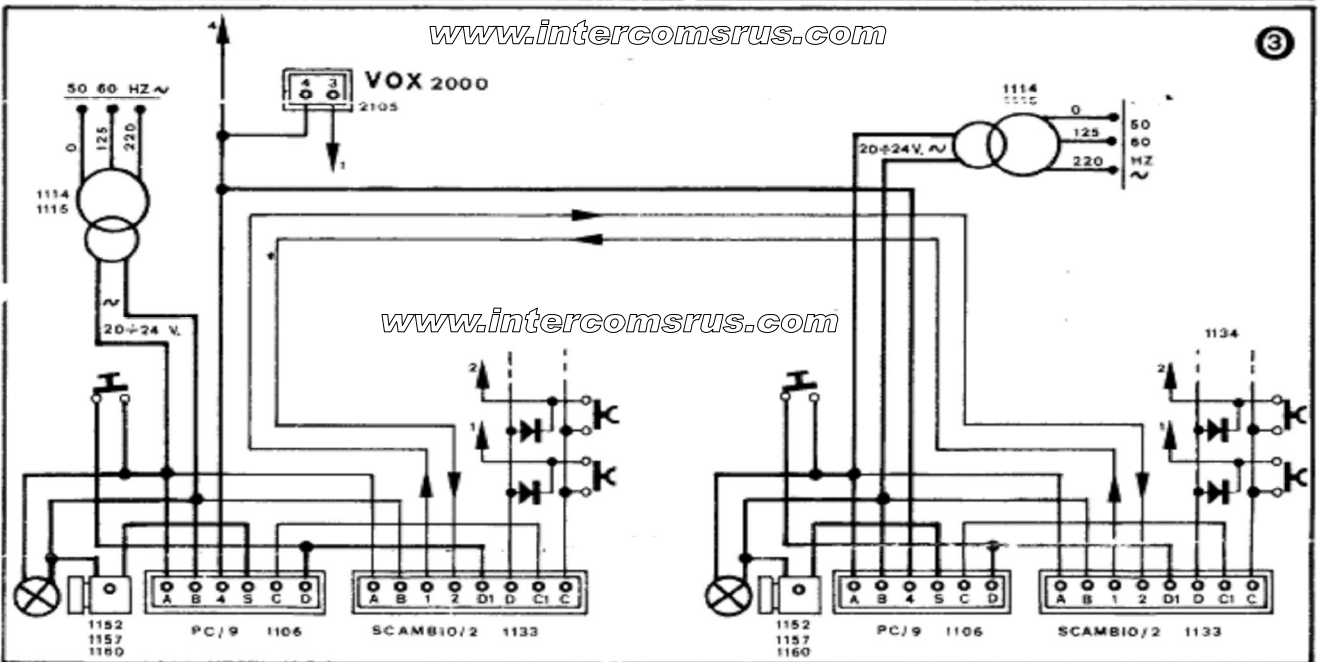 www.intercomsrus.com
3
4
50 60 HZ ~
0
125
220
4 3
VOX 2000
2105
1
1114
1115
~
20÷24 V.
1114
0
125
220
50
60
HZ
~
20÷24V. ~
www.intercomsrus.com
1134
2
1
2
1
A B 4 S C D
A B 1 2 D1 D C1 C
A B 4 S C D
A B 1 2 D1 D C1 C
1152
1157
1160
PC/9 1106
SCAMBIO/2 1133
1152
1157
1160
PC/9 1106
SCAMBIO/2 1133